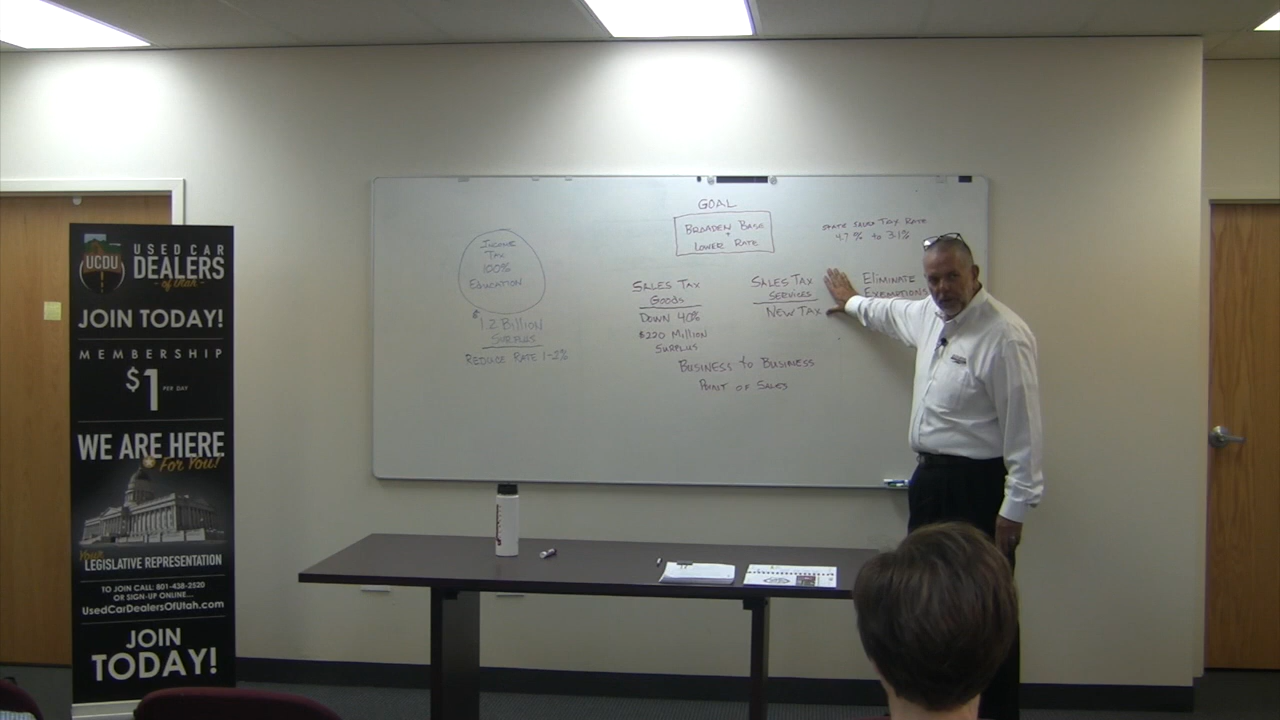 UCDU
USED CAR
DEALERS
of Utah
JOIN TODAY!
MEMBERSHIP
$1 PER DAY
WE ARE HERE
For You!
Your
LEGISLATIVE REPRESENTATION
TO JOIN CALL: 801-438-2520
OR SIGN-UP ONLINE...
UsedCarDealersOfUtah.com
JOIN
TODAY!
GOAL
BROADEN BASE
+
LOWER RATE
STATE SALES TAX RATE
4.7% to 3.1%
INCOME
TAX
100%
EDUCATION
$1.2 BILLION
SURPLUS
REDUCE RATE 1-2%
SALES TAX
GOODS
DOWN 40%
$220 MILLION
SURPLUS
SALES TAX
SERVICES
NEW TAX
ELIMINATE
EXEMPTIONS
BUSINESS to BUSINESS
POINT OF SALES